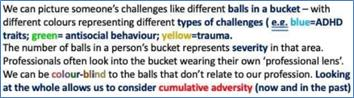 We can picture someone's challenges like different balls in a bucket – with
different colours representing different types of challenges ( e.g. blue=ADHD
traits; green= antisocial behaviour; yellow=trauma.
The number of balls in a person's bucket represents severity in that area.
Professionals often look into the bucket wearing their own 'professional lens'.
We can be colour-blind to the balls that don't relate to our profession. Looking
at the whole allows us to consider cumulative adversity (now and in the past)